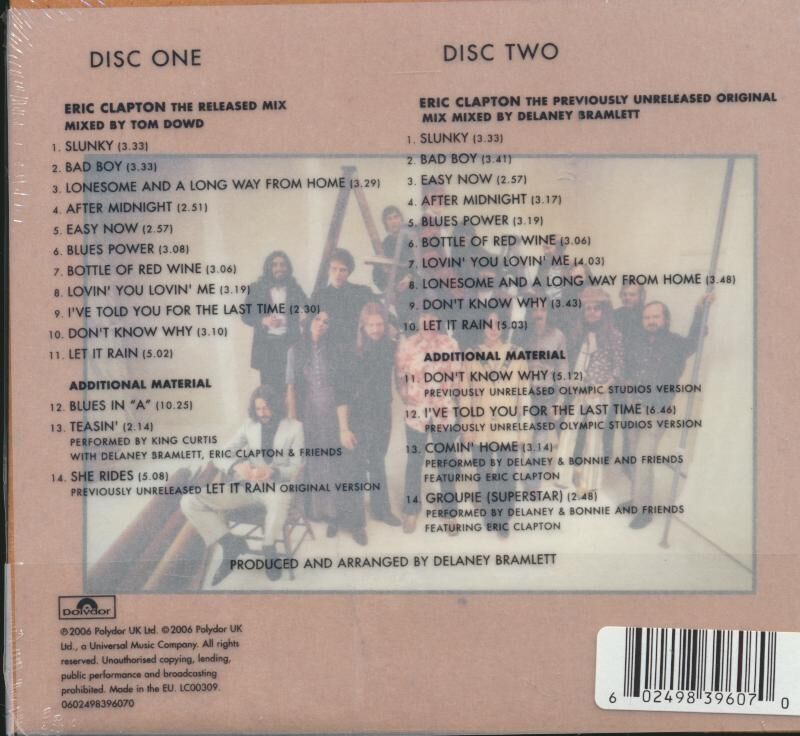 DISC ONE
ERIC CLAPTON THE RELEASED MIX
MIXED BY TOM DOWD
1. SLUNKY (3.33)
2. BAD BOY (3.33)
3. LONESOME AND A LONG WAY FROM HOME (3.29)
4. AFTER MIDNIGHT (2.51)
5. EASY NOW (2.57)
6. BLUES POWER (3.08)
7. BOTTLE OF RED WINE (3.06)
8. LOVIN' YOU LOVIN' ME (3.19)
9. I'VE TOLD YOU FOR THE LAST TIME (2.30)
10. DON'T KNOW WHY (3.10)
11. LET IT RAIN (5.02)
ADDITIONAL MATERIAL
12. BLUES IN "A" (10.25)
13. TEASIN' (2.14)
PERFORMED BY KING CURTIS
WITH DELANEY BRAMLETT, ERIC CLAPTON & FRIENDS
14. SHE RIDES (5.08)
PREVIOUSLY UNRELEASED LET IT RAIN ORIGINAL VERSION
DISC TWO
ERIC CLAPTON THE PREVIOUSLY UNRELEASED ORIGINAL
MIX MIXED BY DELANEY BRAMLETT
1. SLUNKY (3.33)
2. BAD BOY (3.41)
3. EASY NOW (2.57)
4. AFTER MIDNIGHT (3.17)
5. BLUES POWER (3.19)
6. BOTTLE OF RED WINE (3.06)
7. LOVIN' YOU LOVIN' ME (4.03)
8. LONESOME AND A LONG WAY FROM HOME (3.48)
9. DON'T KNOW WHY (3.43)
10. LET IT RAIN (5.03)
ADDITIONAL MATERIAL
11. DON'T KNOW WHY (5.12)
PREVIOUSLY UNRELEASED OLYMPIC STUDIOS VERSION
12. I'VE TOLD YOU FOR THE LAST TIME (6.46)
PREVIOUSLY UNRELEASED OLYMPIC STUDIOS VERSION
13. COMIN' HOME (3.14)
PERFORMED BY DELANEY & BONNIE AND FRIENDS
FEATURING ERIC CLAPTON
14. GROUPIE (SUPERSTAR) (2.48)
PERFORMED BY DELANEY & BONNIE AND FRIENDS
FEATURING ERIC CLAPTON
PRODUCED AND ARRANGED BY DELANEY BRAMLETT
Polydor
℗2006 Polydor UK Ltd. ©2006 Polydor UK
Ltd., a Universal Music Company. All rights
reserved. Unauthorised copying, lending,
public performance and broadcasting
prohibited. Made in the EU. LC00309.
0602498396070
6 02498 39607 0